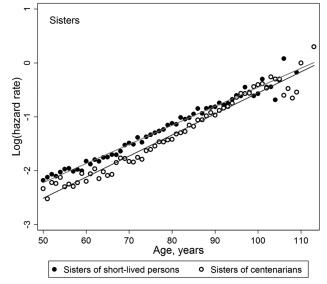 Sisters
Log(hazard rate)
1
0
-1
-2
-3
50 60 70 80 90 100 110
Age, years
Sisters of short-lived persons Sisters of centenarians